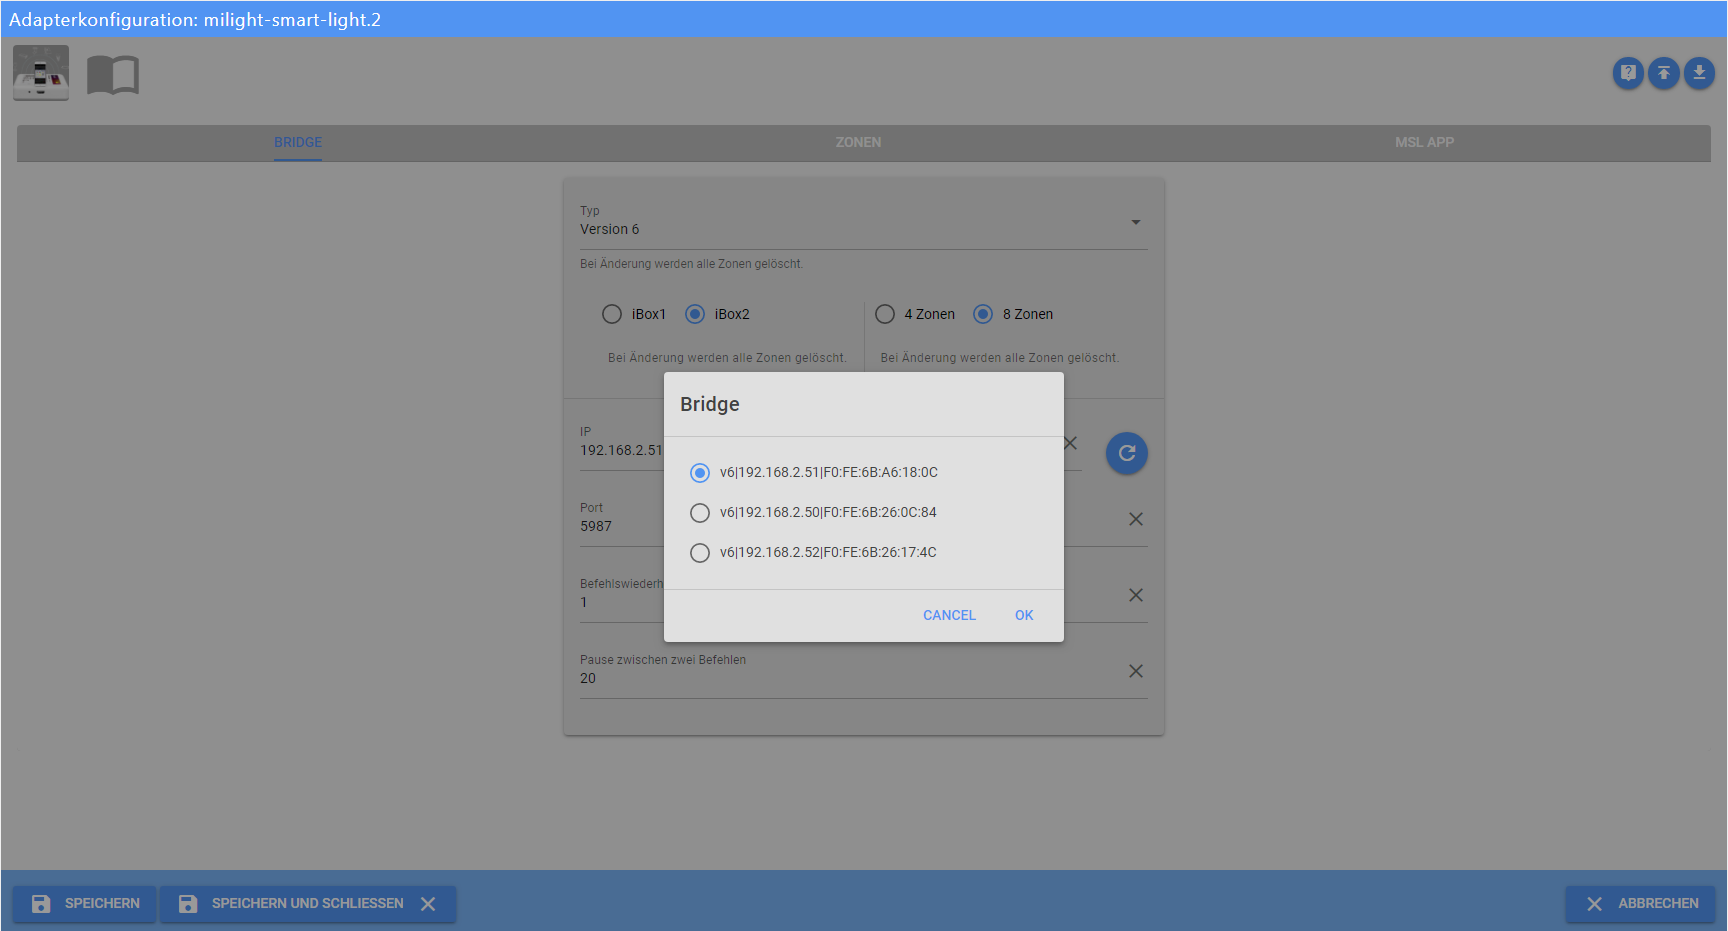 Adapterkonfiguration: milight-smart-light.2
BRIDGE ZONEN MSL APP
Typ
Version 6
Bei Änderung werden alle Zonen gelöscht.
iBox1 iBox2 4 Zonen 8 Zonen
Bei Änderung werden alle Zonen gelöscht. Bei Änderung werden alle Zonen gelöscht.
Bridge
v6|192.168.2.51|F0:FE:6B:A6:18:0C
v6|192.168.2.50|F0:FE:6B:26:0C:84
v6|192.168.2.52|F0:FE:6B:26:17:4C
CANCEL OK
IP
192.168.2.51
Port
5987
Befehlswiederh
1
Pause zwischen zwei Befehlen
20
SPEICHERN SPEICHERN UND SCHLIESSEN ABBRECHEN